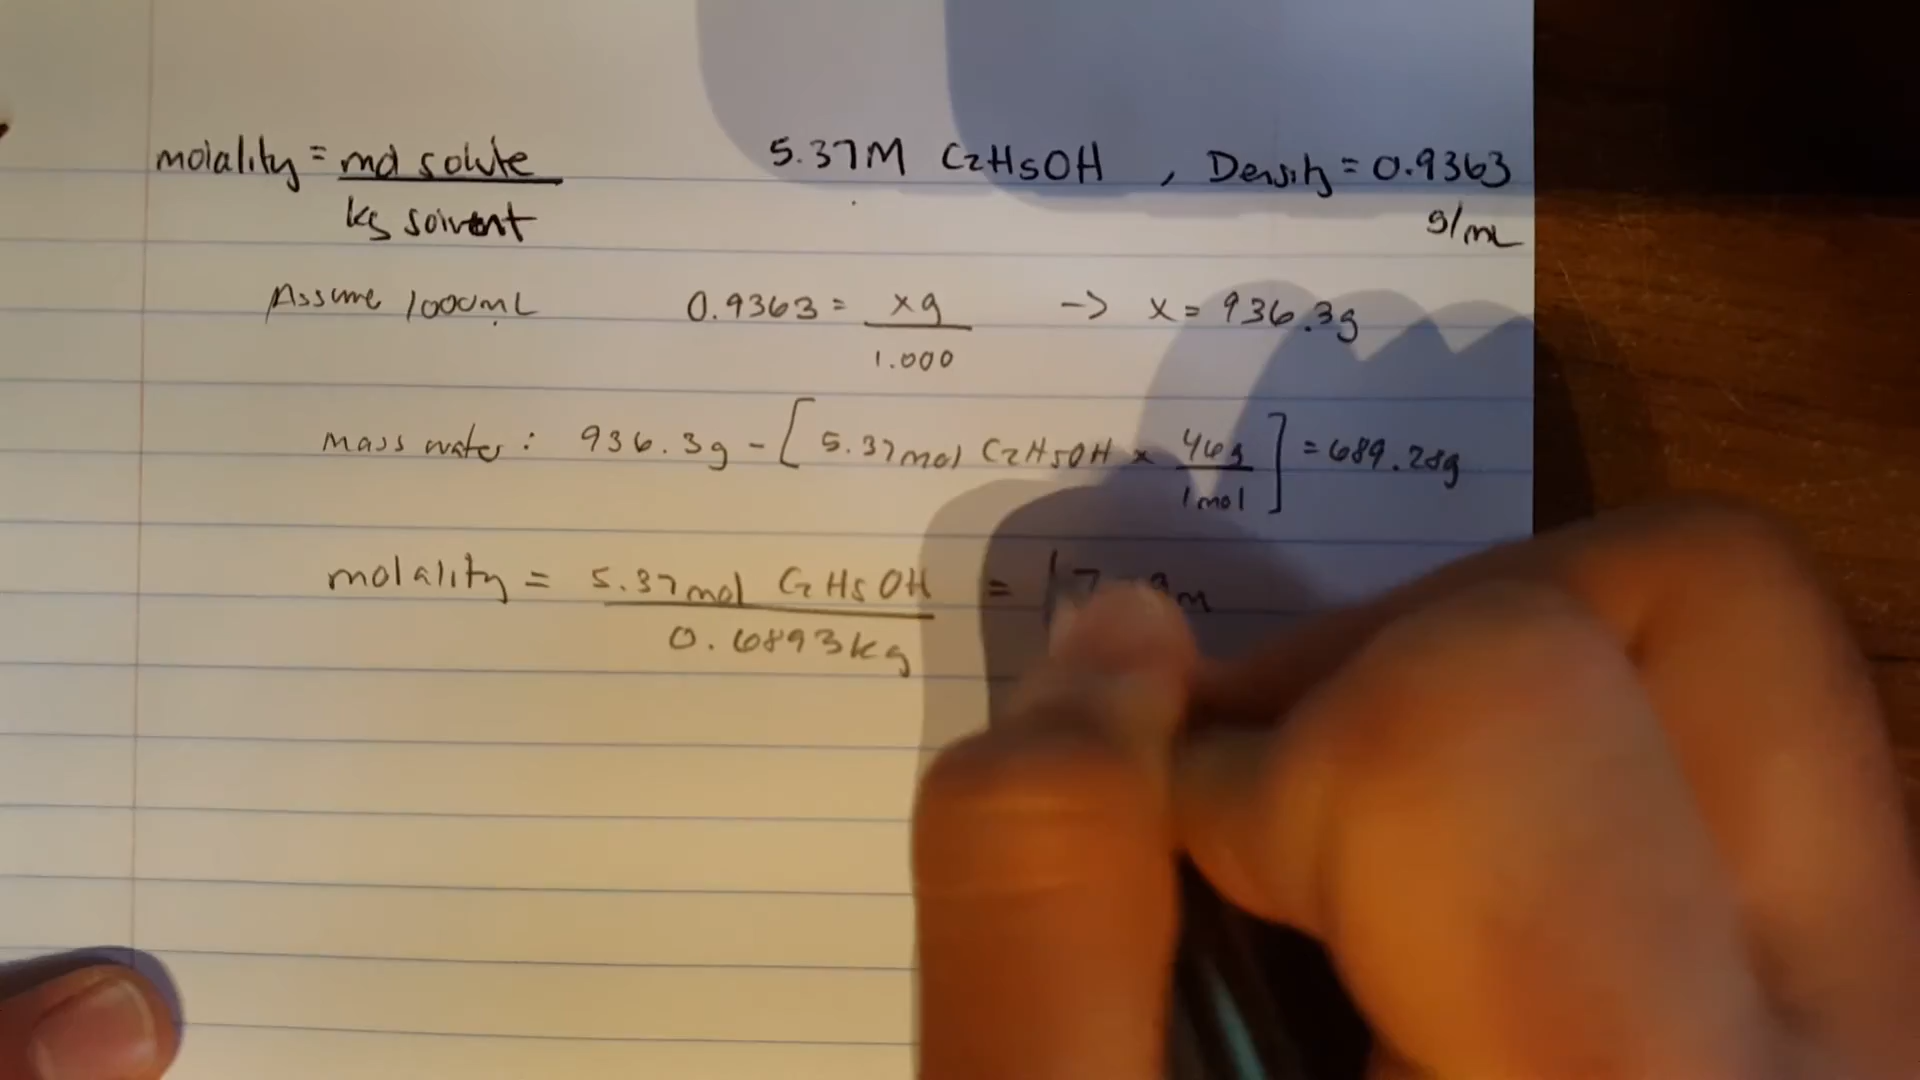 molality = mol solute / kg solvent
5.37M C2H5OH , Density = 0.9363 g/mL
Assume 1000mL 0.9363 = xg / 1.000 -> x = 936.3g
Mass water : 936.3g - [ 5.37mol C2H5OH x 46g / 1mol ] = 689.28g
molality = 5.37mol C2H5OH / 0.6893kg = m